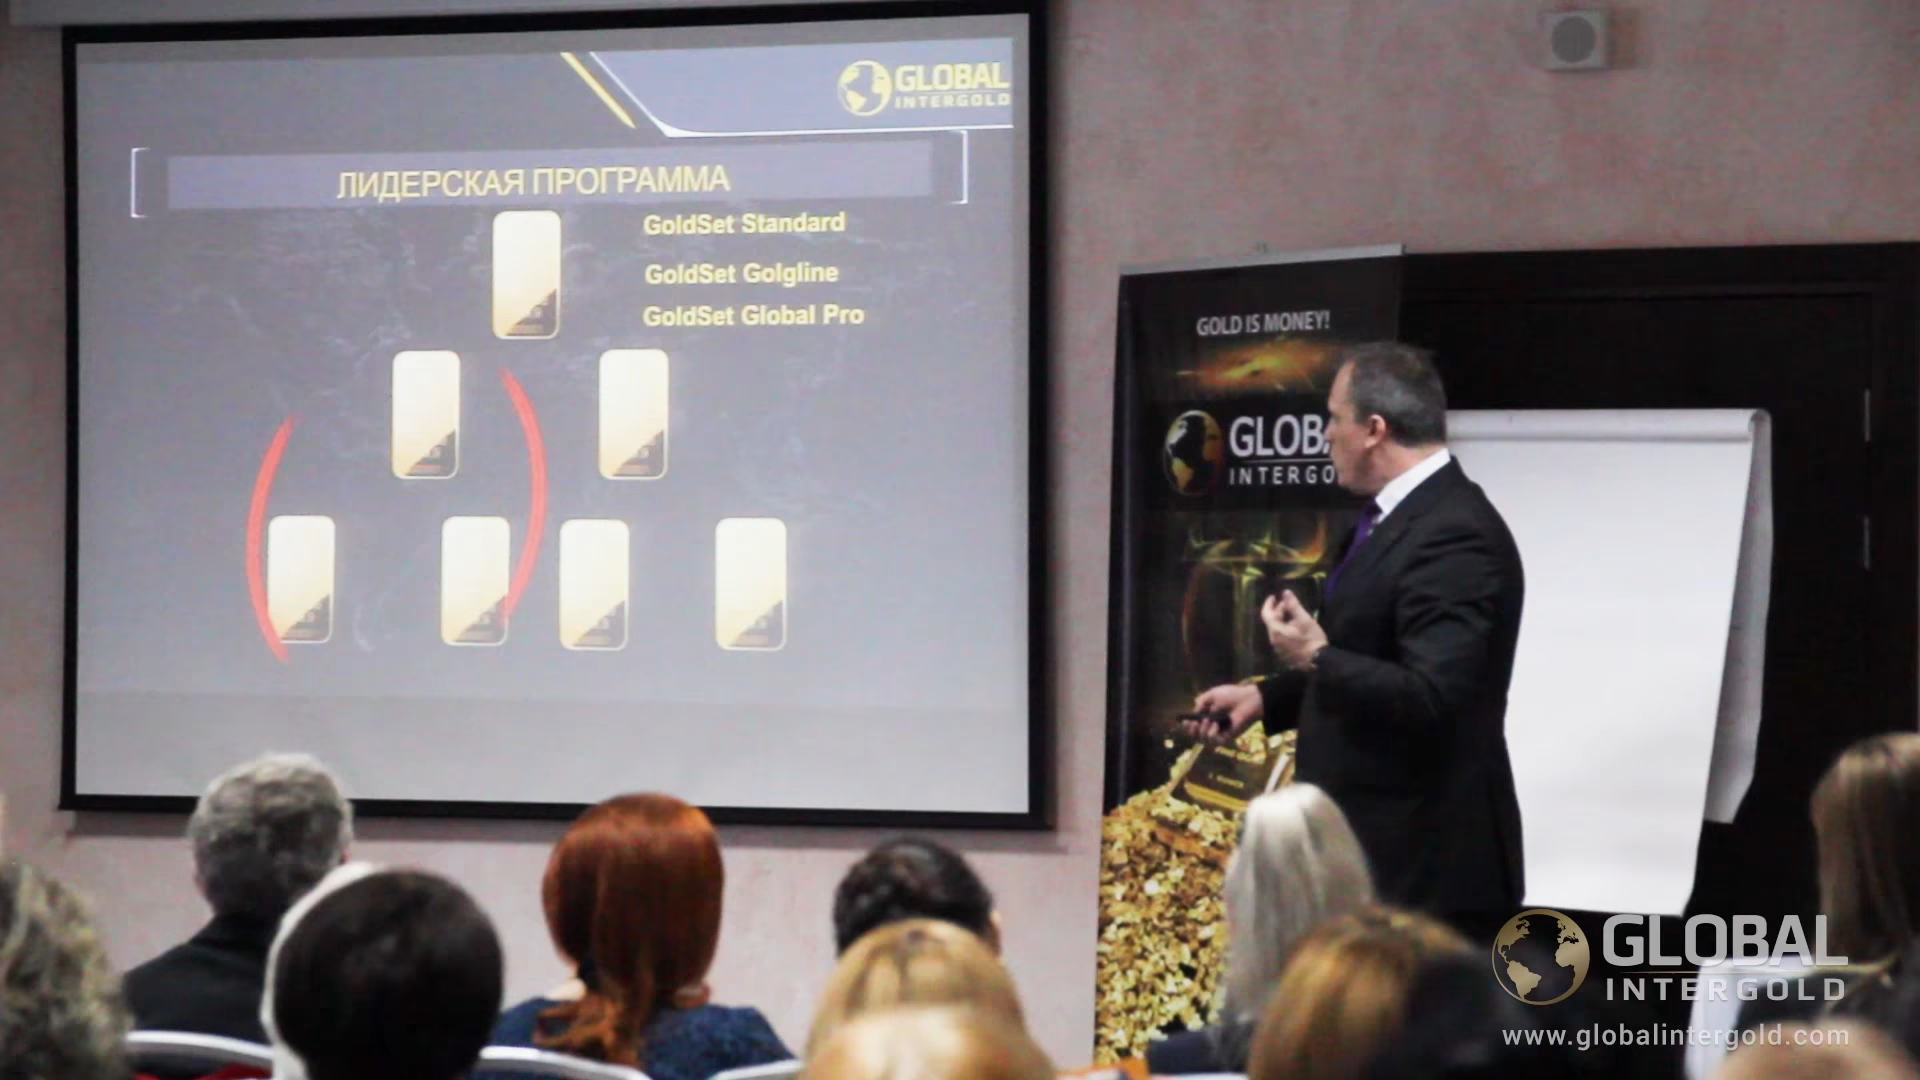 GLOBAL
INTERGOLD
ЛИДЕРСКАЯ ПРОГРАММА
GoldSet Standard
GoldSet Golgline
GoldSet Global Pro
GOLD IS MONEY!
GLOBA
INTERGO
GLOBAL
INTERGOLD
www.globalintergold.com